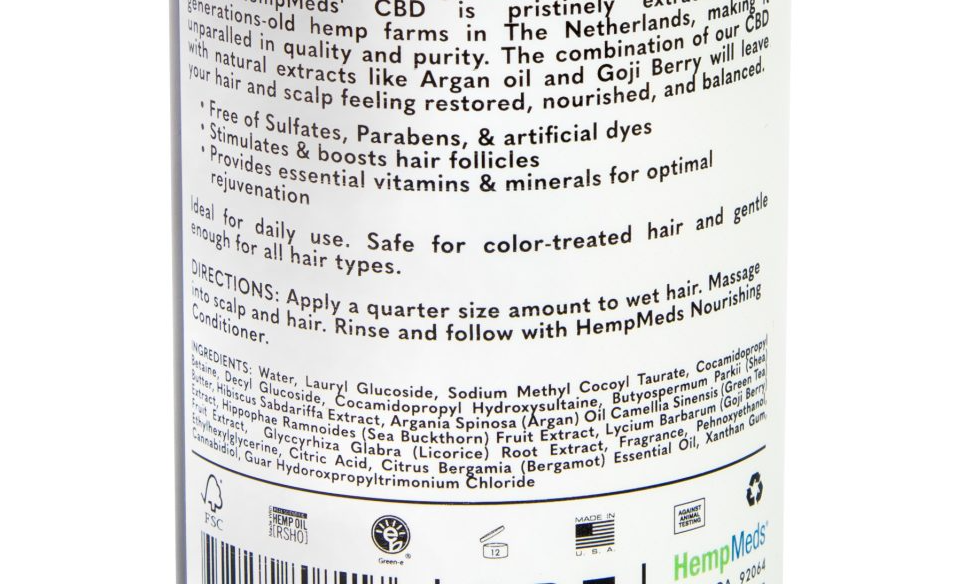 HempMeds' CBD is pristinely
generations-old hemp farms in The Netherlands, making it
unparalled in quality and purity. The combination of our CBD
with natural extracts like Argan oil and Goji Berry will leave
your hair and scalp feeling restored, nourished, and balanced.
• Free of Sulfates, Parabens, & artificial dyes
• Stimulates & boosts hair follicles
• Provides essential vitamins & minerals for optimal
rejuvenation
Ideal for daily use. Safe for color-treated hair and gentle
enough for all hair types.
DIRECTIONS: Apply a quarter size amount to wet hair. Massage
into scalp and hair. Rinse and follow with HempMeds Nourishing
Conditioner.
INGREDIENTS: Water, Lauryl Glucoside, Sodium Methyl Cocoyl Taurate, Cocamidopropyl
Betaine, Decyl Glucoside, Cocamidopropyl Hydroxysultaine, Butyospermum Parkii (Shea
Butter, Hibiscus Sabdariffa Extract, Argania Spinosa (Argan) Oil Camellia Sinensis (Green Tea
Extract, Hippophae Ramnoides (Sea Buckthorn) Fruit Extract, Lycium Barbarum (Goji Berry)
Fruit Extract, Glyccyrhiza Glabra (Licorice) Root Extract, Fragrance, Pehnoxyethanol,
Ethylhexylglycerine, Citric Acid, Citrus Bergamia (Bergamot) Essential Oil, Xanthan Gum,
Cannabidiol, Guar Hydoroxpropyltrimonium Chloride
FSC
HEMP OIL
[RSHO]
Green-e®
12
MADE IN
U.S.A.
AGAINST
ANIMAL
TESTING
HempMeds®
CA 92064